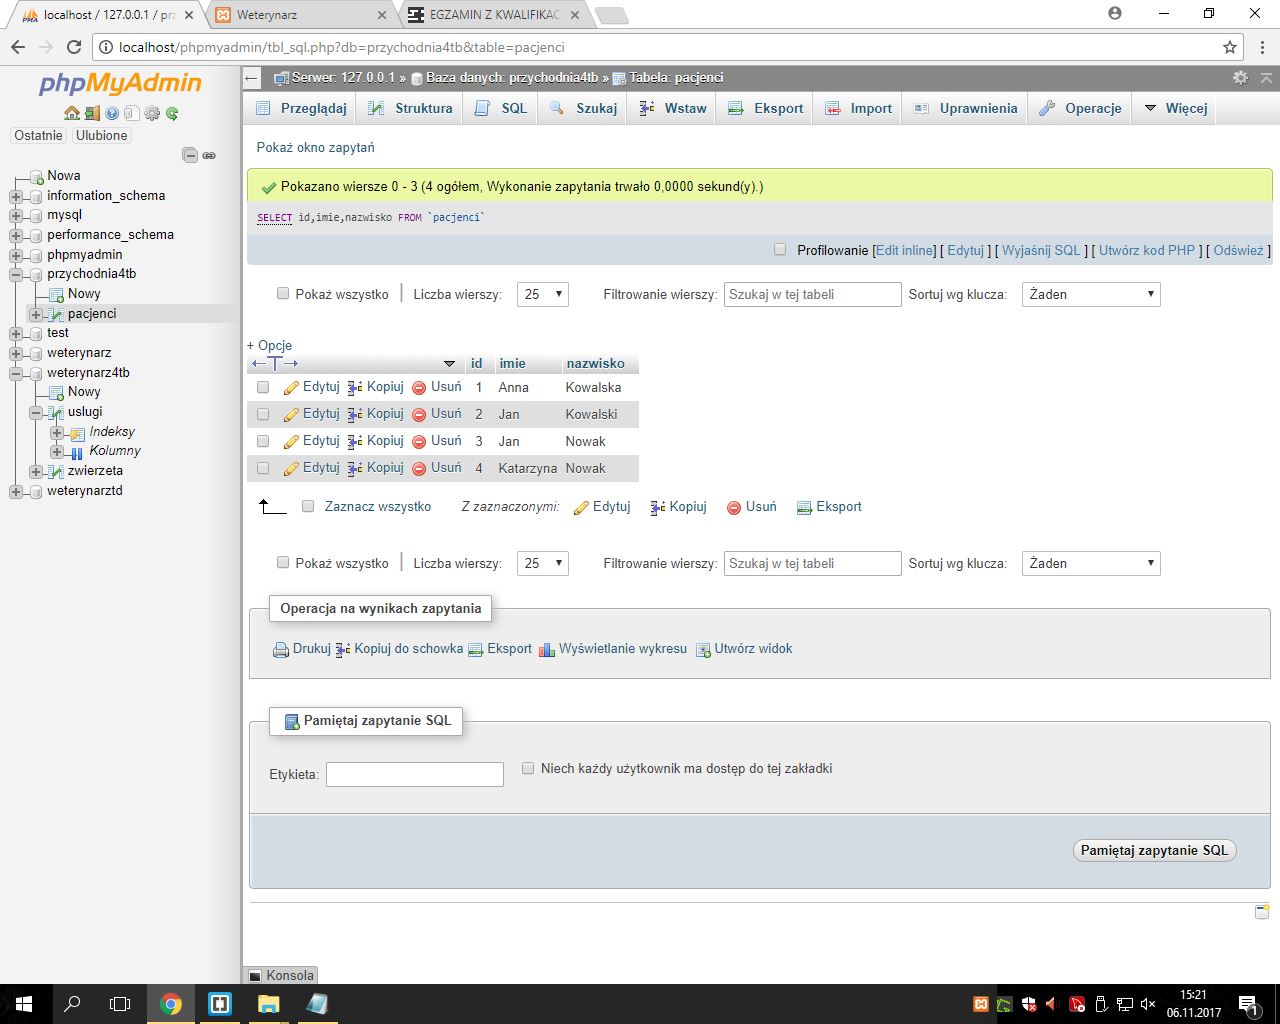 localhost / 127.0.0.1 / prz
Weterynarz
EGZAMIN Z KWALIFIKAC
localhost/phpmyadmin/tbl_sql.php?db=przychodnia4tb&table=pacjenci
phpMyAdmin
Ostatnie Ulubione
Nowa
information_schema
mysql
performance_schema
phpmyadmin
przychodnia4tb
Nowy
pacjenci
test
weterynarz
weterynarz4tb
Nowy
uslugi
Indeksy
Kolumny
zwierzeta
weterynarztd
Serwer: 127.0.0.1 » Baza danych: przychodnia4tb » Tabela: pacjenci
Przeglądaj Struktura SQL Szukaj Wstaw Eksport Import Uprawnienia Operacje Więcej
Pokaż okno zapytań
Pokazano wiersze 0 - 3 (4 ogółem, Wykonanie zapytania trwało 0,0000 sekund(y).)
SELECT id,imie,nazwisko FROM `pacjenci`
Profilowanie [Edit inline] [ Edytuj ] [ Wyjaśnij SQL ] [ Utwórz kod PHP ] [ Odśwież ]
Pokaż wszystko | Liczba wierszy: 25 Filtrowanie wierszy: Szukaj w tej tabeli Sortuj wg klucza: Żaden
+ Opcje
←T→ id imie nazwisko
Edytuj Kopiuj Usuń 1 Anna Kowalska
Edytuj Kopiuj Usuń 2 Jan Kowalski
Edytuj Kopiuj Usuń 3 Jan Nowak
Edytuj Kopiuj Usuń 4 Katarzyna Nowak
Zaznacz wszystko Z zaznaczonymi: Edytuj Kopiuj Usuń Eksport
Pokaż wszystko | Liczba wierszy: 25 Filtrowanie wierszy: Szukaj w tej tabeli Sortuj wg klucza: Żaden
Operacja na wynikach zapytania
Drukuj Kopiuj do schowka Eksport Wyświetlanie wykresu Utwórz widok
Pamiętaj zapytanie SQL
Etykieta: Niech każdy użytkownik ma dostęp do tej zakładki
Pamiętaj zapytanie SQL
Konsola
15:21
06.11.2017
1